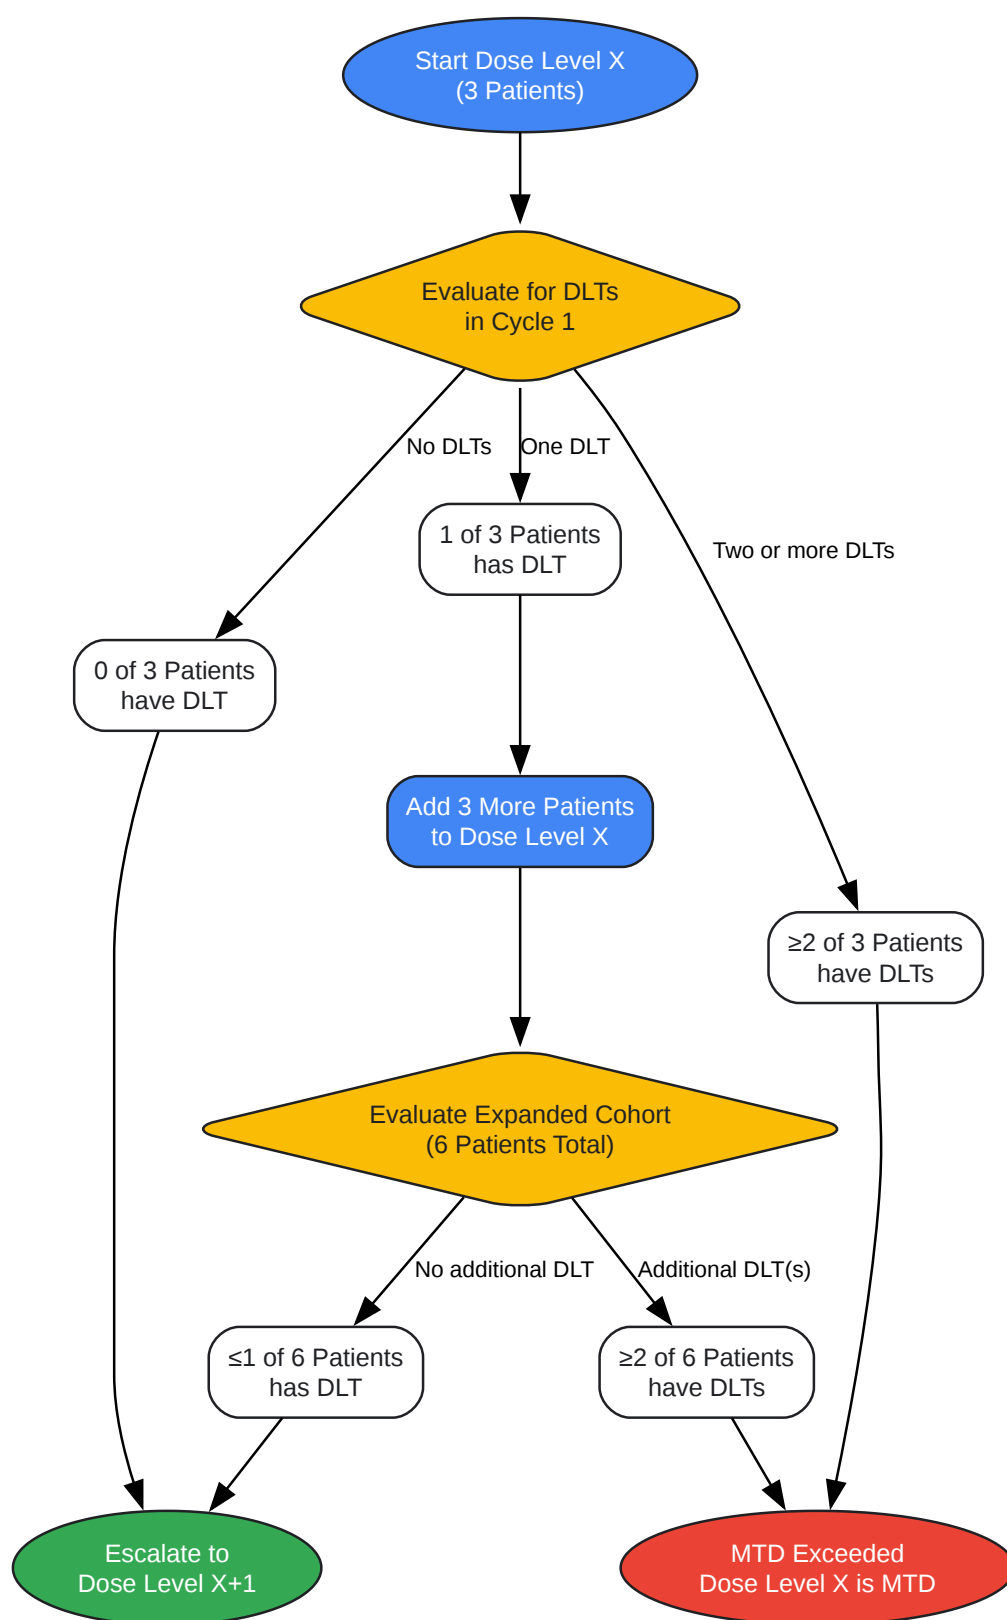 Start Dose Level X
(3 Patients)
Evaluate for DLTs
in Cycle 1
No DLTs
One DLT
Two or more DLTs
1 of 3 Patients
has DLT
0 of 3 Patients
have DLT
Add 3 More Patients
to Dose Level X
≥2 of 3 Patients
have DLTs
Evaluate Expanded Cohort
(6 Patients Total)
No additional DLT
Additional DLT(s)
≤1 of 6 Patients
has DLT
≥2 of 6 Patients
have DLTs
Escalate to
Dose Level X+1
MTD Exceeded
Dose Level X is MTD